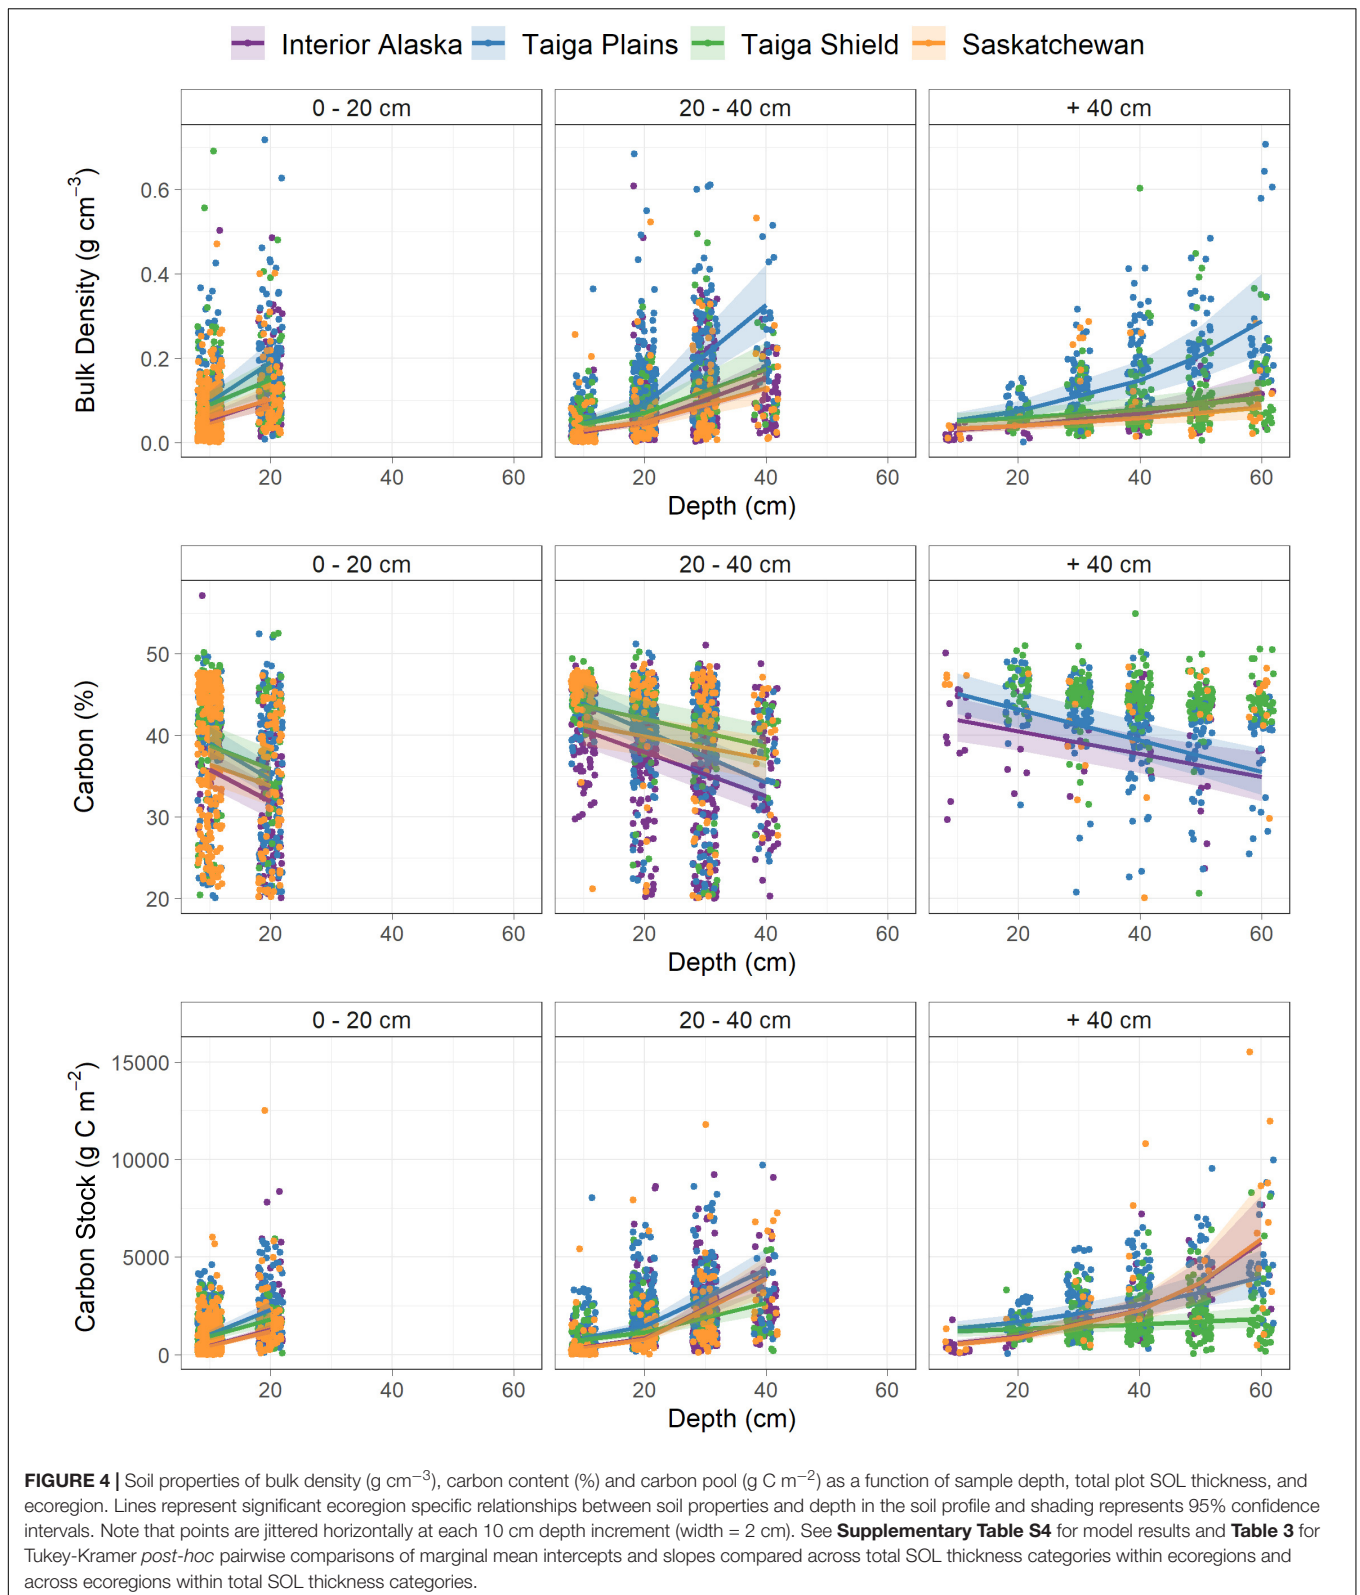 Interior Alaska Taiga Plains Taiga Shield Saskatchewan
0 - 20 cm 20 - 40 cm + 40 cm
Bulk Density (g cm−3)
0.6
0.4
0.2
0.0
20 40 60 20 40 60 20 40 60
Depth (cm)
0 - 20 cm 20 - 40 cm + 40 cm
Carbon (%)
50
40
30
20
20 40 60 20 40 60 20 40 60
Depth (cm)
0 - 20 cm 20 - 40 cm + 40 cm
Carbon Stock (g C m−2)
15000
10000
5000
0
20 40 60 20 40 60 20 40 60
Depth (cm)
FIGURE 4 | Soil properties of bulk density (g cm−3), carbon content (%) and carbon pool (g C m−2) as a function of sample depth, total plot SOL thickness, and
ecoregion. Lines represent significant ecoregion specific relationships between soil properties and depth in the soil profile and shading represents 95% confidence
intervals. Note that points are jittered horizontally at each 10 cm depth increment (width = 2 cm). See Supplementary Table S4 for model results and Table 3 for
Tukey-Kramer post-hoc pairwise comparisons of marginal mean intercepts and slopes compared across total SOL thickness categories within ecoregions and
across ecoregions within total SOL thickness categories.